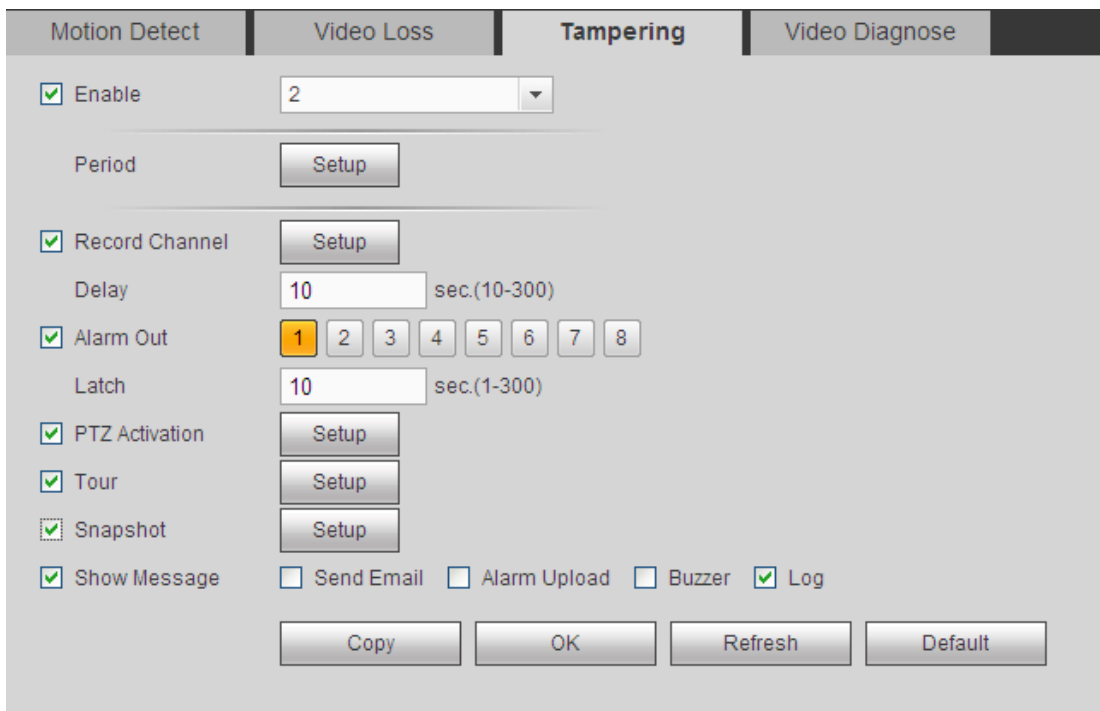 Motion Detect Video Loss Tampering Video Diagnose
Enable 2
Period Setup
Record Channel Setup
Delay 10 sec.(10-300)
Alarm Out 1 2 3 4 5 6 7 8
Latch 10 sec.(1-300)
PTZ Activation Setup
Tour Setup
Snapshot Setup
Show Message Send Email Alarm Upload Buzzer Log
Copy OK Refresh Default